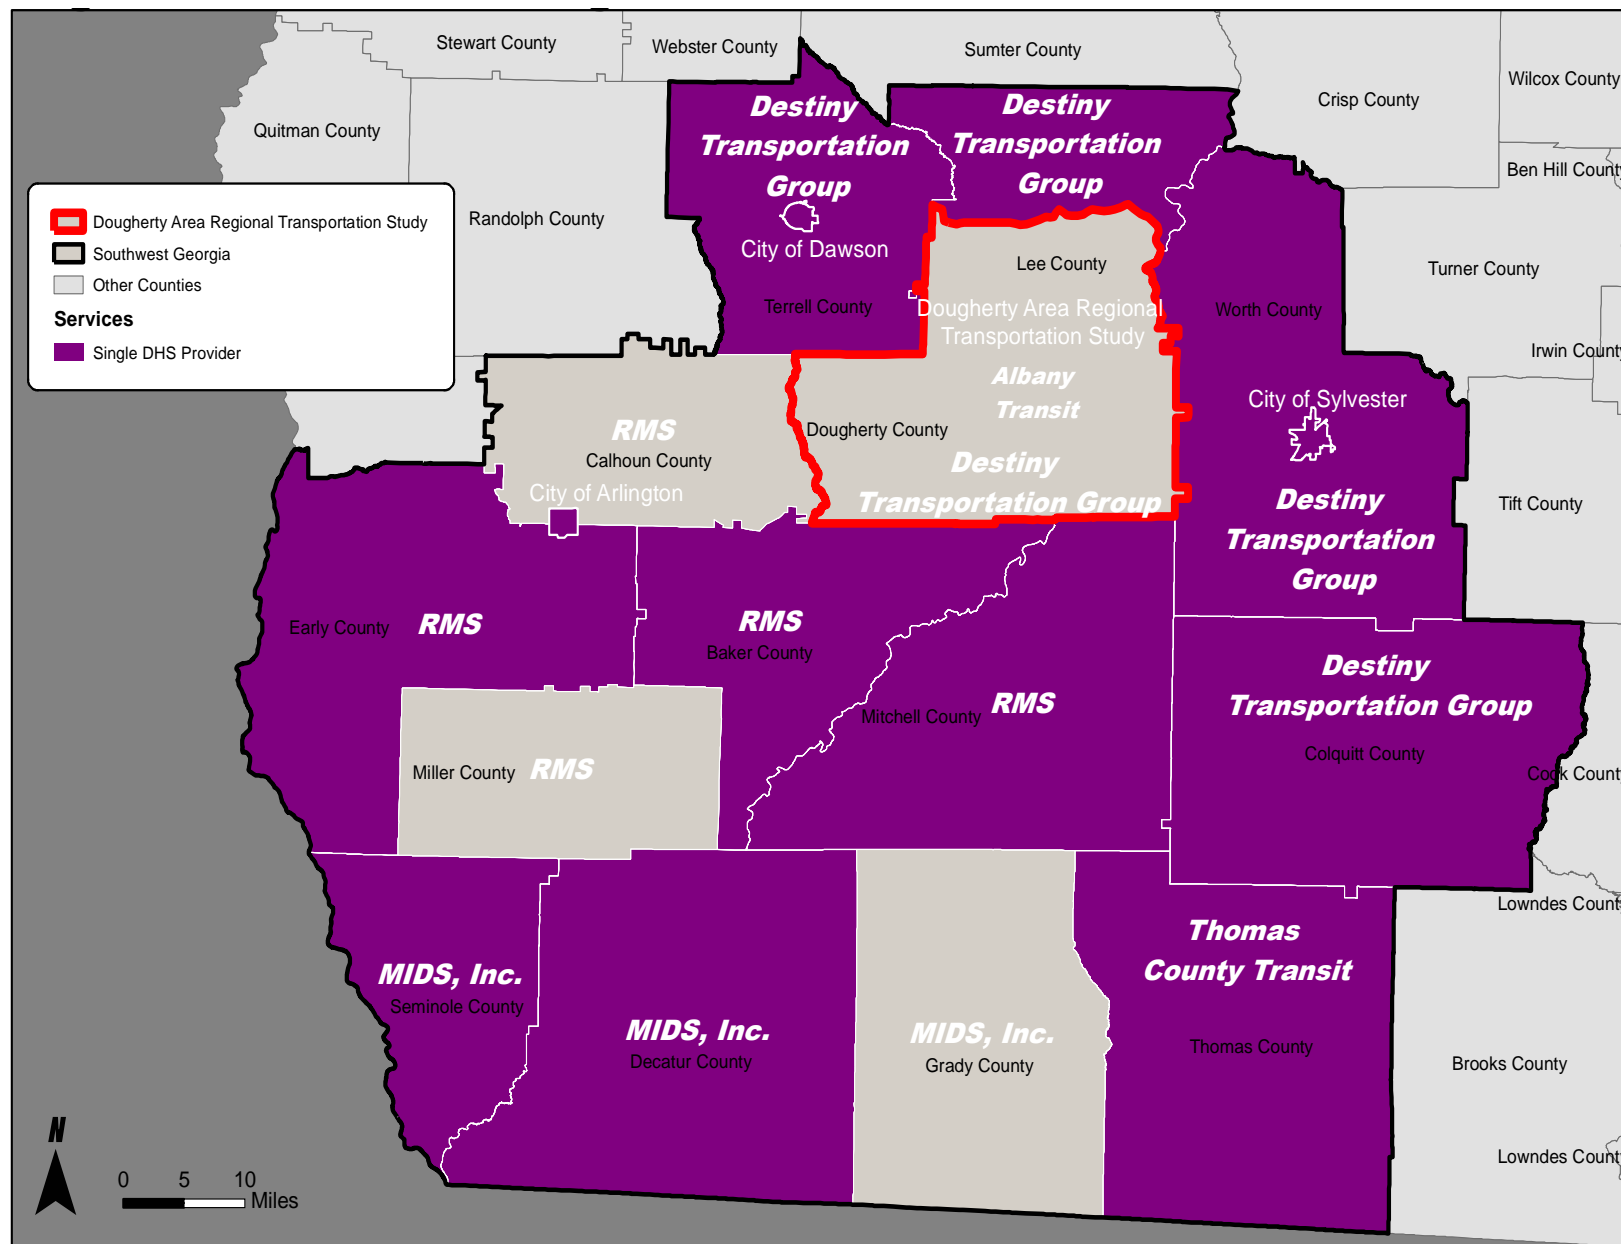 Stewart County
Webster County
Sumter County
Wilcox County
Crisp County
Quitman County
Ben Hill County
Destiny
Transportation
Group
Destiny
Transportation
Group
Randolph County
City of Dawson
Terrell County
Lee County
Dougherty Area Regional
Transportation Study
Worth County
Turner County
Irwin County
Dougherty Area Regional Transportation Study
Southwest Georgia
Other Counties
Services
Single DHS Provider
Albany
Transit
City of Sylvester
RMS
Calhoun County
Dougherty County
Destiny
Transportation Group
City of Arlington
Tift County
Destiny
Transportation
Group
Early County
RMS
RMS
Baker County
Mitchell County
RMS
Destiny
Transportation Group
Colquitt County
Cook County
Miller County
RMS
Lowndes County
Thomas
County Transit
MIDS, Inc.
Seminole County
MIDS, Inc.
Decatur County
MIDS, Inc.
Grady County
Thomas County
Brooks County
Lowndes County
N
0 5 10
Miles